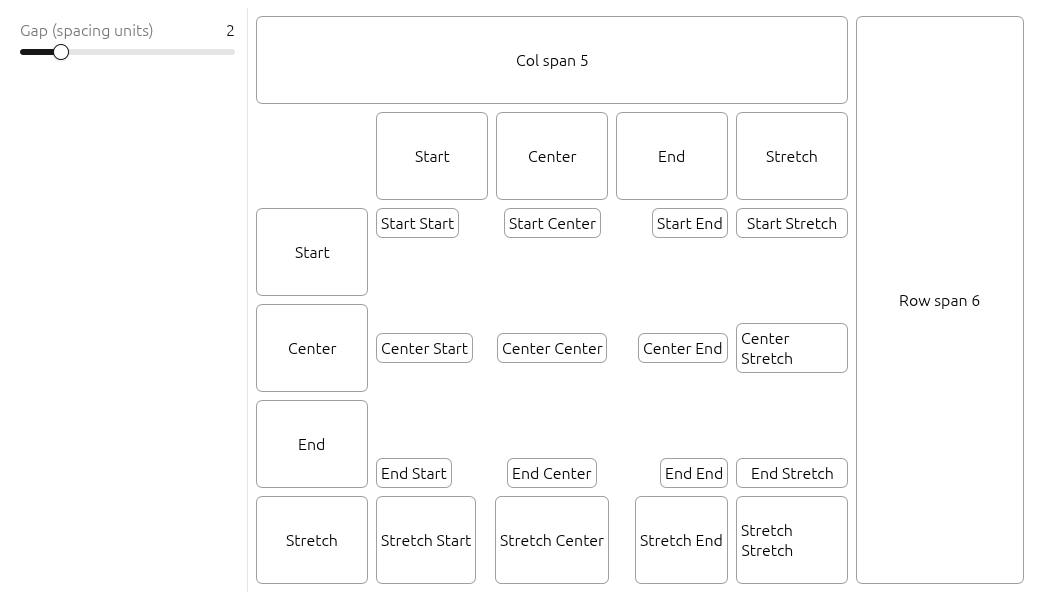 Gap (spacing units) 2
Col span 5
Start Center End Stretch
Start Start Start Start Center Start End Start Stretch
Row span 6
Center Center Start Center Center Center End Center
Stretch
End
End Start End Center End End End Stretch
Stretch Stretch Start Stretch Center Stretch End Stretch
Stretch